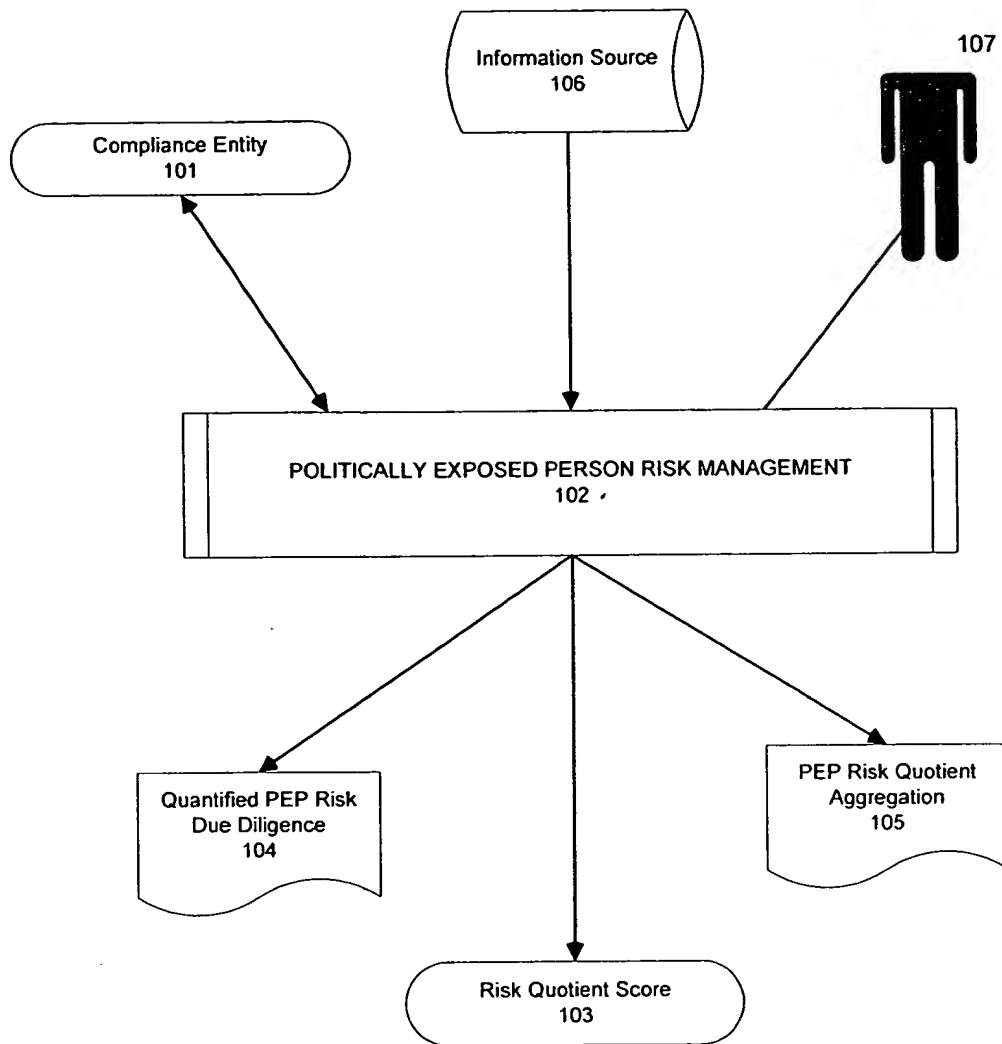 107
Information Source
106
Compliance Entity
101
POLITICALLY EXPOSED PERSON RISK MANAGEMENT
102
Quantified PEP Risk
Due Diligence
104
PEP Risk Quotient
Aggregation
105
Risk Quotient Score
103